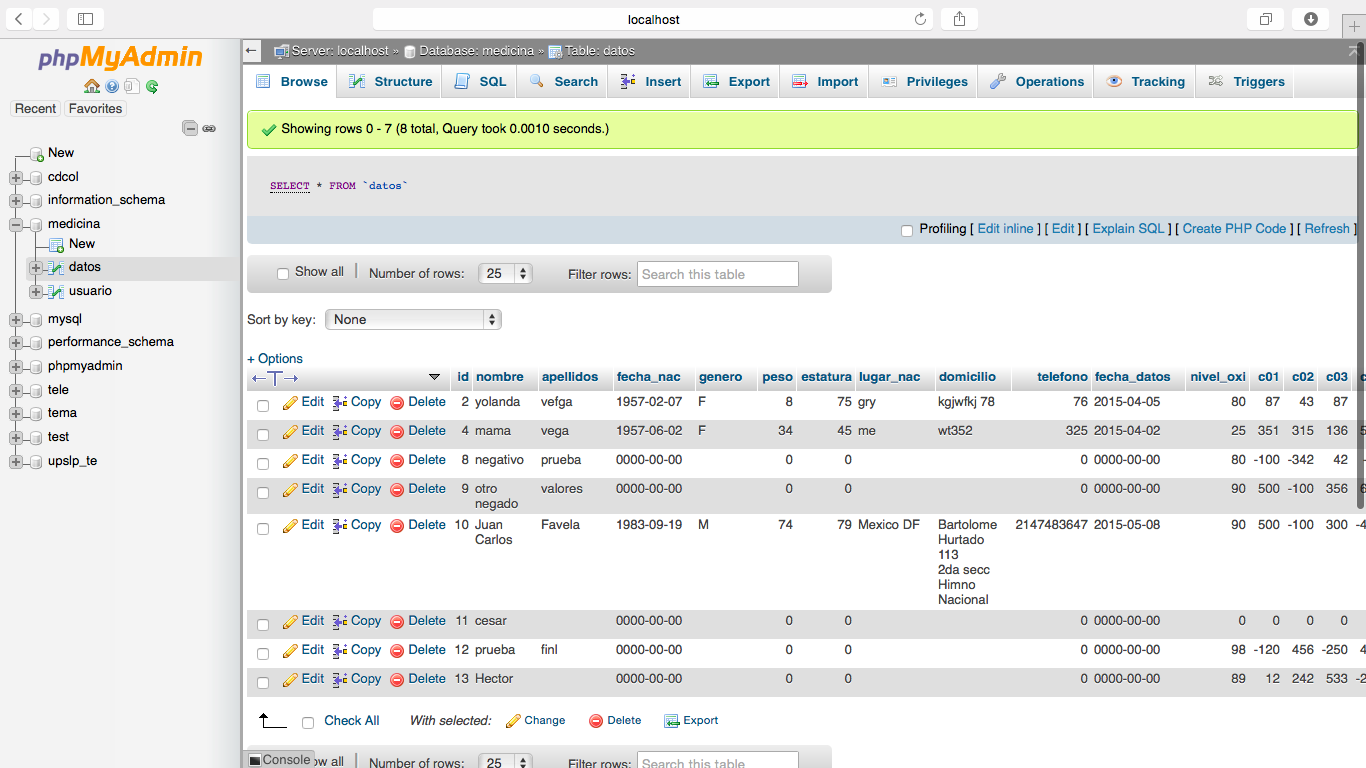 localhost
phpMyAdmin
Recent Favorites
New
cdcol
information_schema
medicina
New
datos
usuario
mysql
performance_schema
phpmyadmin
tele
tema
test
upslp_te
Server: localhost » Database: medicina » Table: datos
Browse Structure SQL Search Insert Export Import Privileges Operations Tracking Triggers
Showing rows 0 - 7 (8 total, Query took 0.0010 seconds.)
SELECT * FROM `datos`
Profiling [ Edit inline ] [ Edit ] [ Explain SQL ] [ Create PHP Code ] [ Refresh ]
Show all | Number of rows: 25 Filter rows: Search this table
Sort by key: None
+ Options
←T→ id nombre apellidos fecha_nac genero peso estatura lugar_nac domicilio telefono fecha_datos nivel_oxi c01 c02 c03 c
Edit Copy Delete 2 yolanda vefga 1957-02-07 F 8 75 gry kgjwfkj 78 76 2015-04-05 80 87 43 87
Edit Copy Delete 4 mama vega 1957-06-02 F 34 45 me wt352 325 2015-04-02 25 351 315 136 5
Edit Copy Delete 8 negativo prueba 0000-00-00 0 0 0 0000-00-00 80 -100 -342 42 -
Edit Copy Delete 9 otro valores 0000-00-00 0 0 0 0000-00-00 90 500 -100 356 6
negado
Edit Copy Delete 10 Juan Favela 1983-09-19 M 74 79 Mexico DF Bartolome 2147483647 2015-05-08 90 500 -100 300 -4
Carlos Hurtado
113
2da secc
Himno
Nacional
Edit Copy Delete 11 cesar 0000-00-00 0 0 0 0000-00-00 0 0 0 0
Edit Copy Delete 12 prueba finl 0000-00-00 0 0 0 0000-00-00 98 -120 456 -250 4
Edit Copy Delete 13 Hector 0000-00-00 0 0 0 0000-00-00 89 12 242 533 -2
Check All With selected: Change Delete Export
Console ow all | Number of rows: 25 Filter rows: Search this table